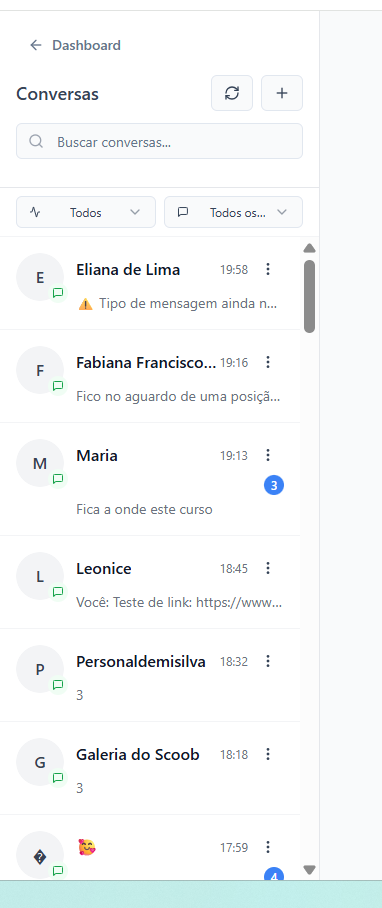 Dashboard
Conversas
Buscar conversas...
Todos
Todos os...
E
Eliana de Lima
19:58
⚠️ Tipo de mensagem ainda n...
F
Fabiana Francisco...
19:16
Fico no aguardo de uma posiçã...
M
Maria
19:13
3
Fica a onde este curso
L
Leonice
18:45
Você: Teste de link: https://www...
P
Personaldemisilva
18:32
3
G
Galeria do Scoob
18:18
3
�
🥰
17:59
4